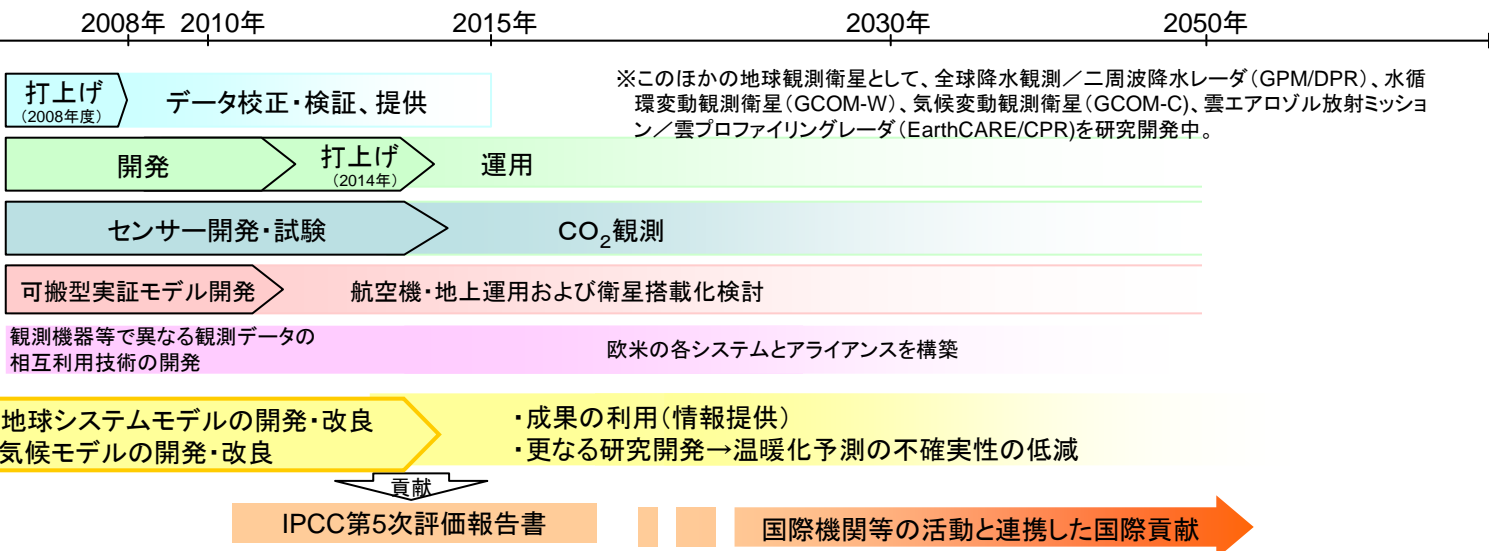 2008年 2010年 2015年 2030年 2050年
打上げ
(2008年度)
データ校正・検証、提供
※このほかの地球観測衛星として、全球降水観測／二周波降水レーダ(GPM/DPR)、水循
環変動観測衛星(GCOM-W)、気候変動観測衛星(GCOM-C)、雲エアロゾル放射ミッショ
ン／雲プロファイリングレーダ(EarthCARE/CPR)を研究開発中。
開発
打上げ
(2014年)
運用
センサー開発・試験
CO2観測
可搬型実証モデル開発
航空機・地上運用および衛星搭載化検討
観測機器等で異なる観測データの
相互利用技術の開発
欧米の各システムとアライアンスを構築
地球システムモデルの開発・改良
気候モデルの開発・改良
・成果の利用(情報提供)
・更なる研究開発→温暖化予測の不確実性の低減
貢献
IPCC第5次評価報告書
国際機関等の活動と連携した国際貢献